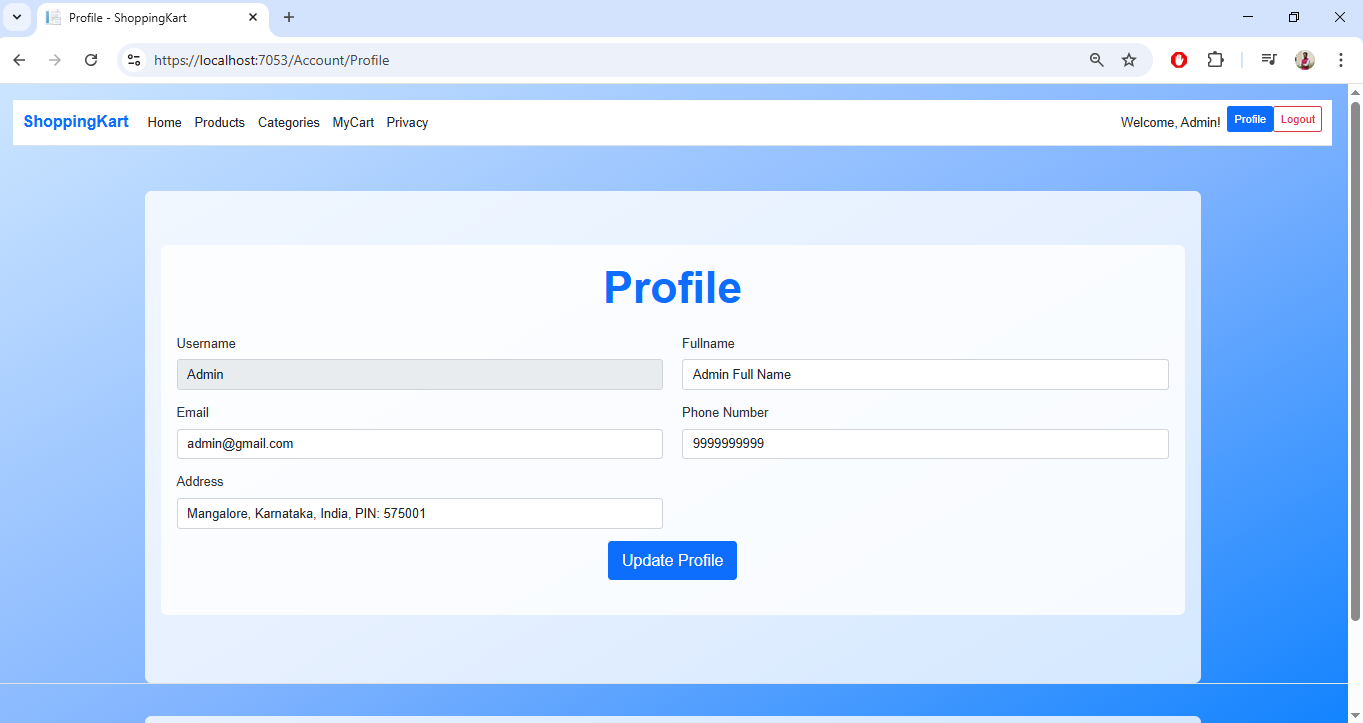 Profile - ShoppingKart
https://localhost:7053/Account/Profile
ShoppingKart Home Products Categories MyCart Privacy Welcome, Admin! Profile Logout
Profile
Username Fullname
Admin Admin Full Name
Email Phone Number
admin@gmail.com 9999999999
Address
Mangalore, Karnataka, India, PIN: 575001
Update Profile